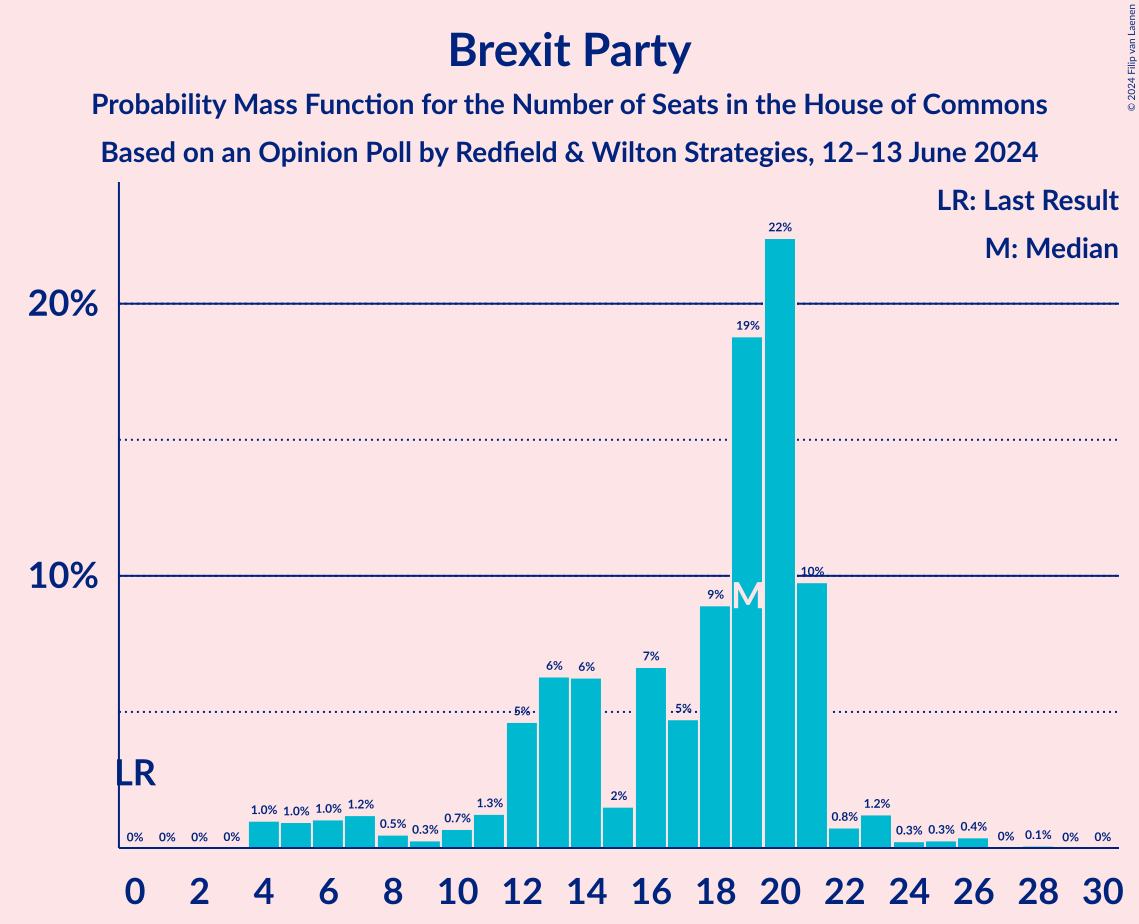 © 2024 Filip van Laenen
Brexit Party
Probability Mass Function for the Number of Seats in the House of Commons
Based on an Opinion Poll by Redfield & Wilton Strategies, 12–13 June 2024
LR: Last Result
M: Median
20%
10%
LR
M
0% 0% 0% 0% 1.0% 1.0% 1.0% 1.2% 0.5% 0.3% 0.7% 1.3% 5% 6% 6% 2% 7% 5% 9% 19% 22% 10% 0.8% 1.2% 0.3% 0.3% 0.4% 0% 0.1% 0% 0%
0 2 4 6 8 10 12 14 16 18 20 22 24 26 28 30